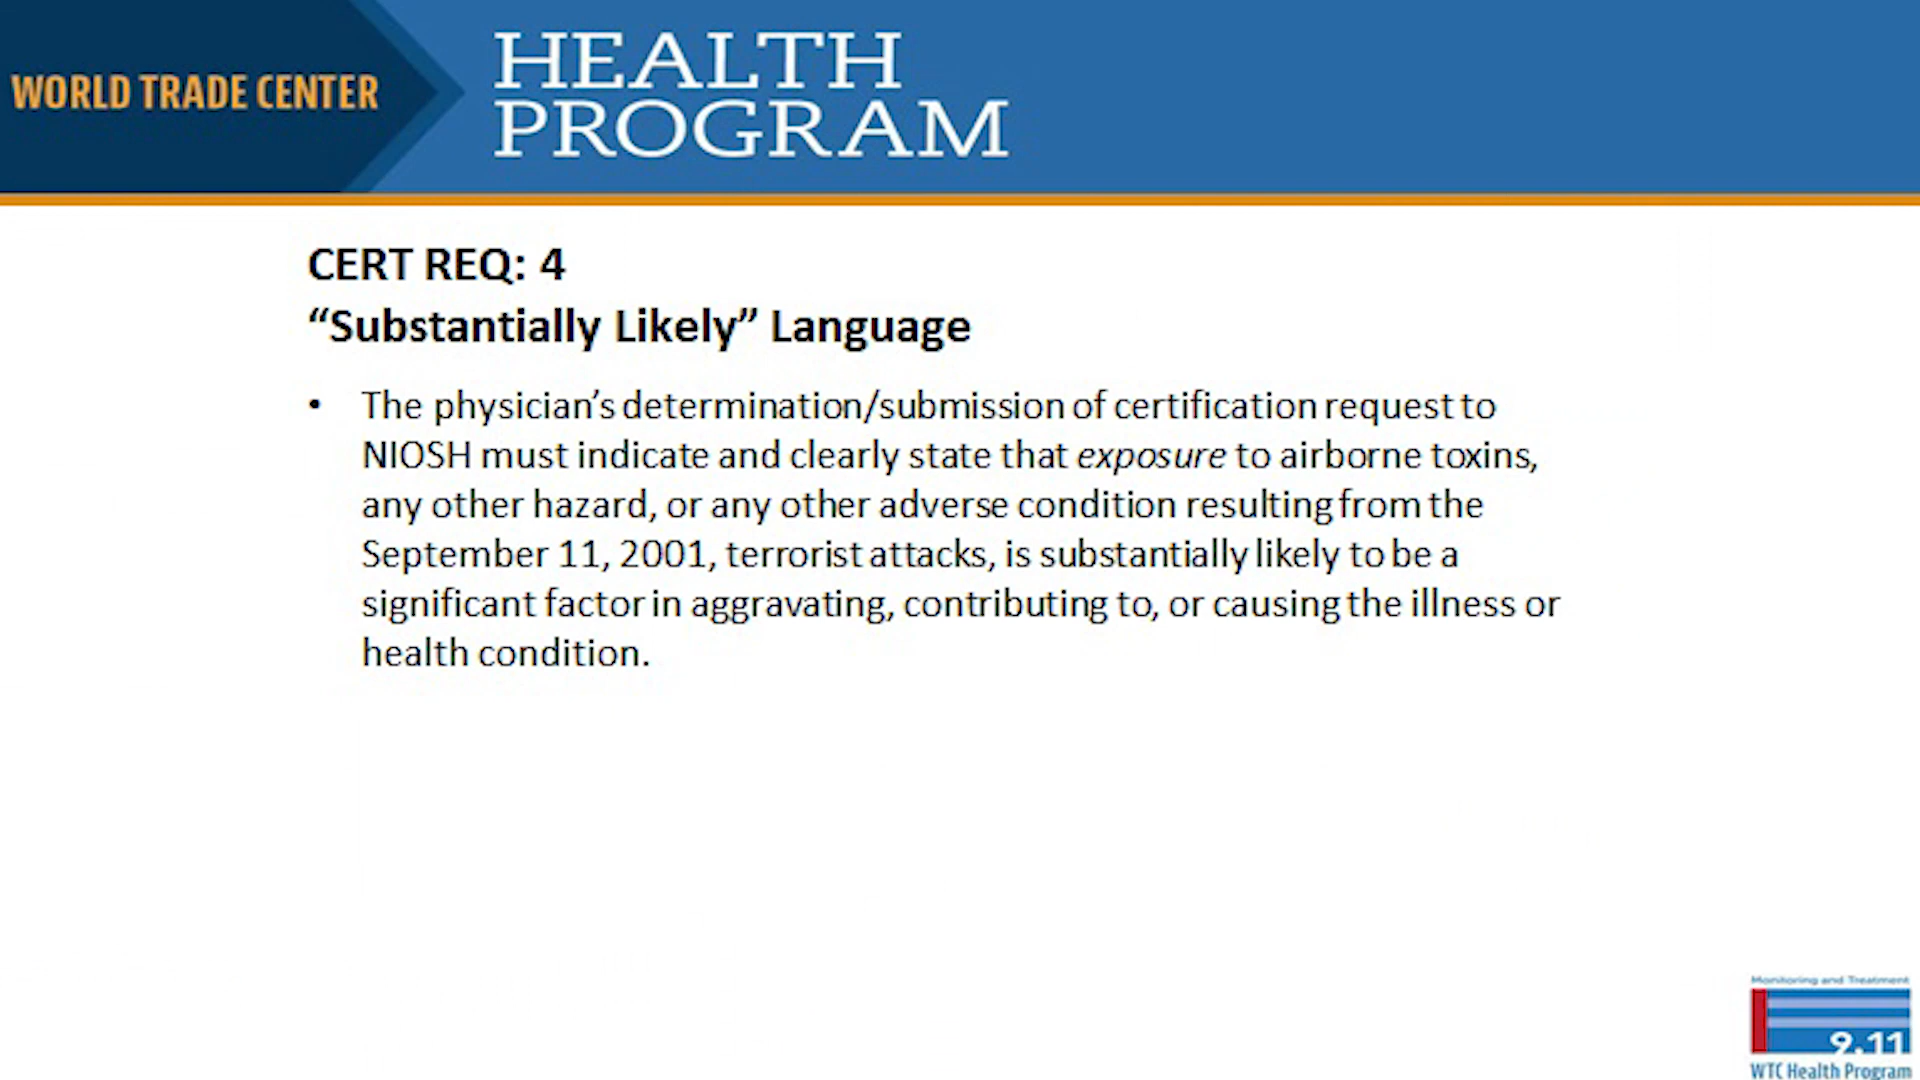 WORLD TRADE CENTER
HEALTH
PROGRAM
CERT REQ: 4
“Substantially Likely” Language
• The physician’s determination/submission of certification request to
NIOSH must indicate and clearly state that exposure to airborne toxins,
any other hazard, or any other adverse condition resulting from the
September 11, 2001, terrorist attacks, is substantially likely to be a
significant factor in aggravating, contributing to, or causing the illness or
health condition.
Monitoring and Treatment
9.11
WTC Health Program